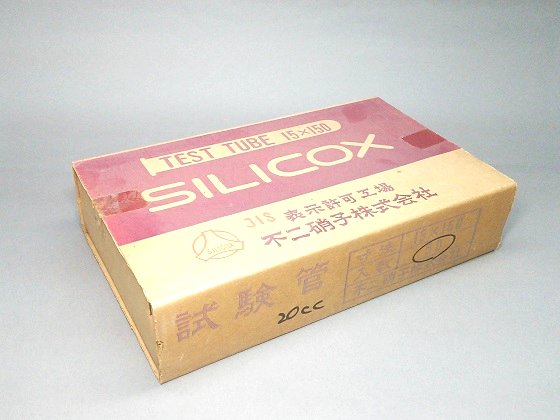 TEST TUBE 15×150
SILICOX
JIS 表示許可工場
不二硝子株式会社
試験管
20cc